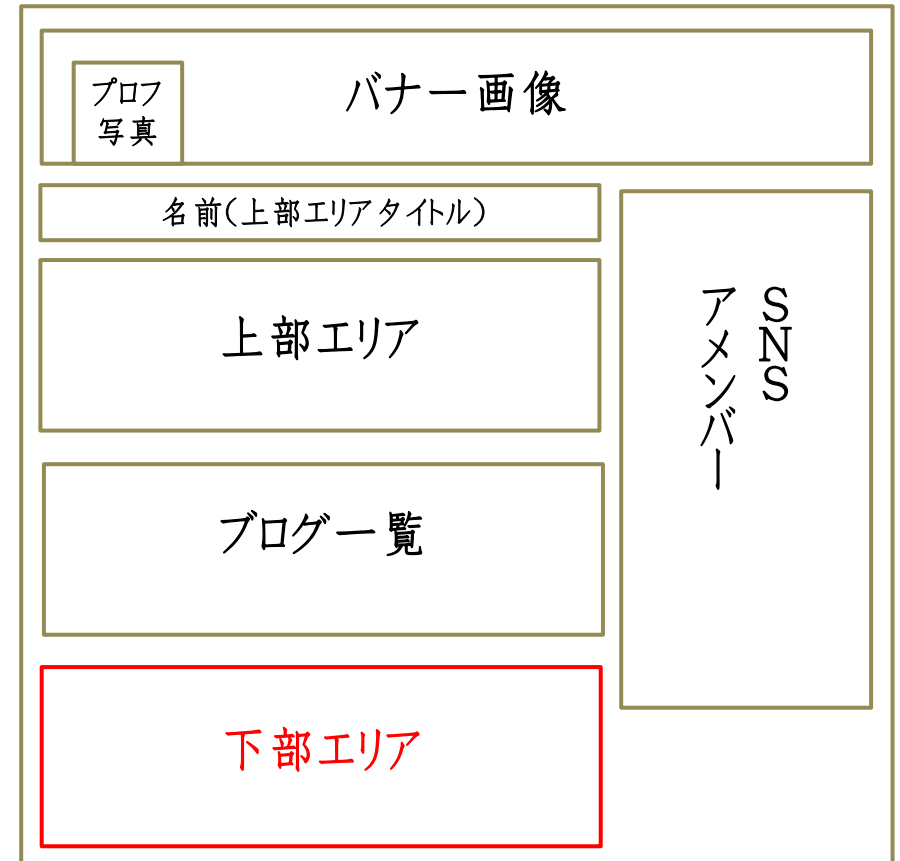 プロフ
写真
バナー画像
名前(上部エリアタイトル)
上部エリア
SNS
アメンバー
ブログ一覧
下部エリア